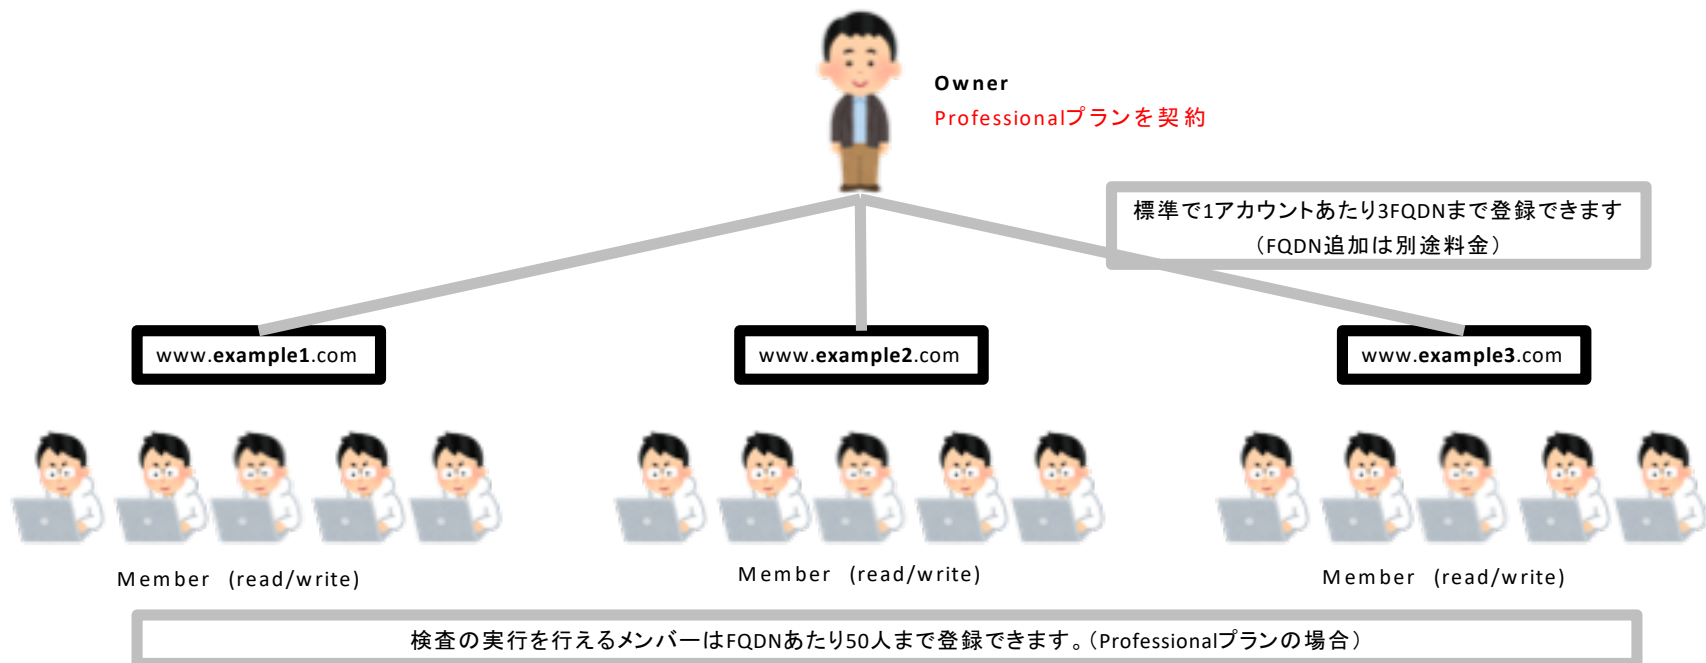 Owner
Professionalプランを契約
標準で1アカウントあたり3FQDNまで登録できます
（FQDN追加は別途料金）
www.example1.com
www.example2.com
www.example3.com
Member (read/write)
Member (read/write)
Member (read/write)
検査の実行を行えるメンバーはFQDNあたり50人まで登録できます。（Professionalプランの場合）